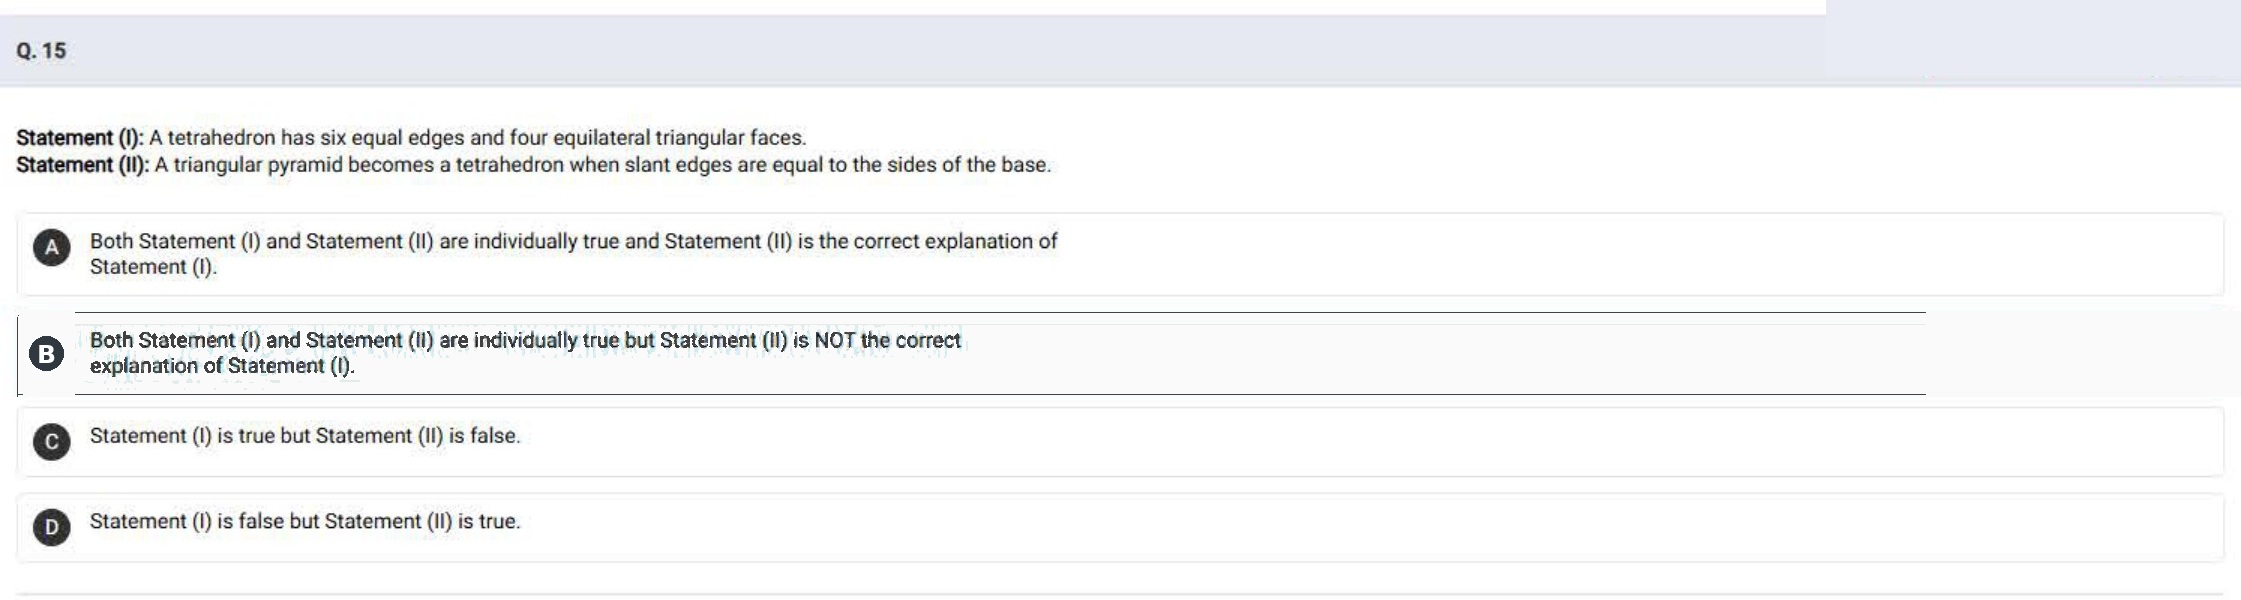 Q. 15
Statement (I): A tetrahedron has six equal edges and four equilateral triangular faces.
Statement (II): A triangular pyramid becomes a tetrahedron when slant edges are equal to the sides of the base.
A Both Statement (I) and Statement (II) are individually true and Statement (II) is the correct explanation of
Statement (I).
B Both Statement (I) and Statement (II) are individually true but Statement (II) is NOT the correct
explanation of Statement (I).
C Statement (I) is true but Statement (II) is false.
D Statement (I) is false but Statement (II) is true.